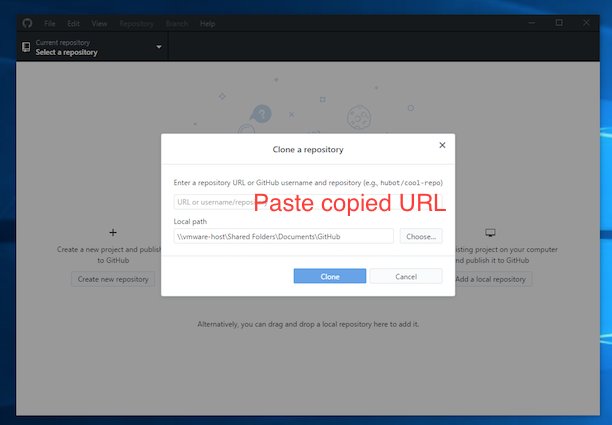 File Edit View Repository Branch Help
Current repository
Select a repository
Clone a repository
Enter a repository URL or GitHub username and repository (e.g., hubot/cool-repo)
URL or username/repos
Paste copied URL
Local path
\\vmware-host\Shared Folders\Documents\GitHub
Choose...
Clone
Cancel
Create a new project and publish
to GitHub
Create new repository
isting project on your computer
and publish it to GitHub
Add a local repository
Alternatively, you can drag and drop a local repository here to add it.